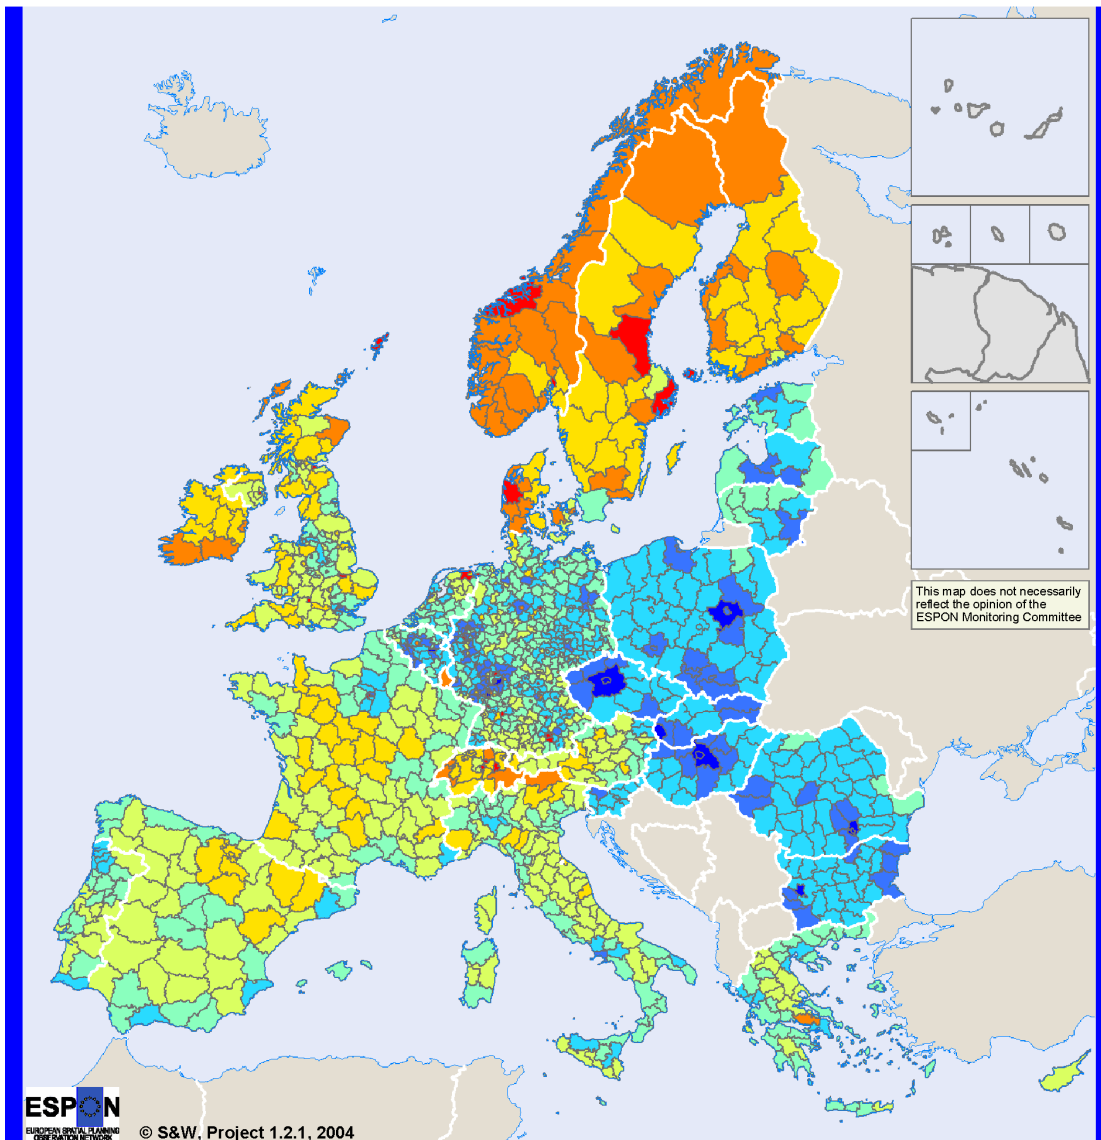 This map does not necessarily
reflect the opinion of the
ESPON Monitoring Committee
ESPON
EUROPEAN SPATIAL PLANNING
OBSERVATION NETWORK
© S&W, Project 1.2.1, 2004